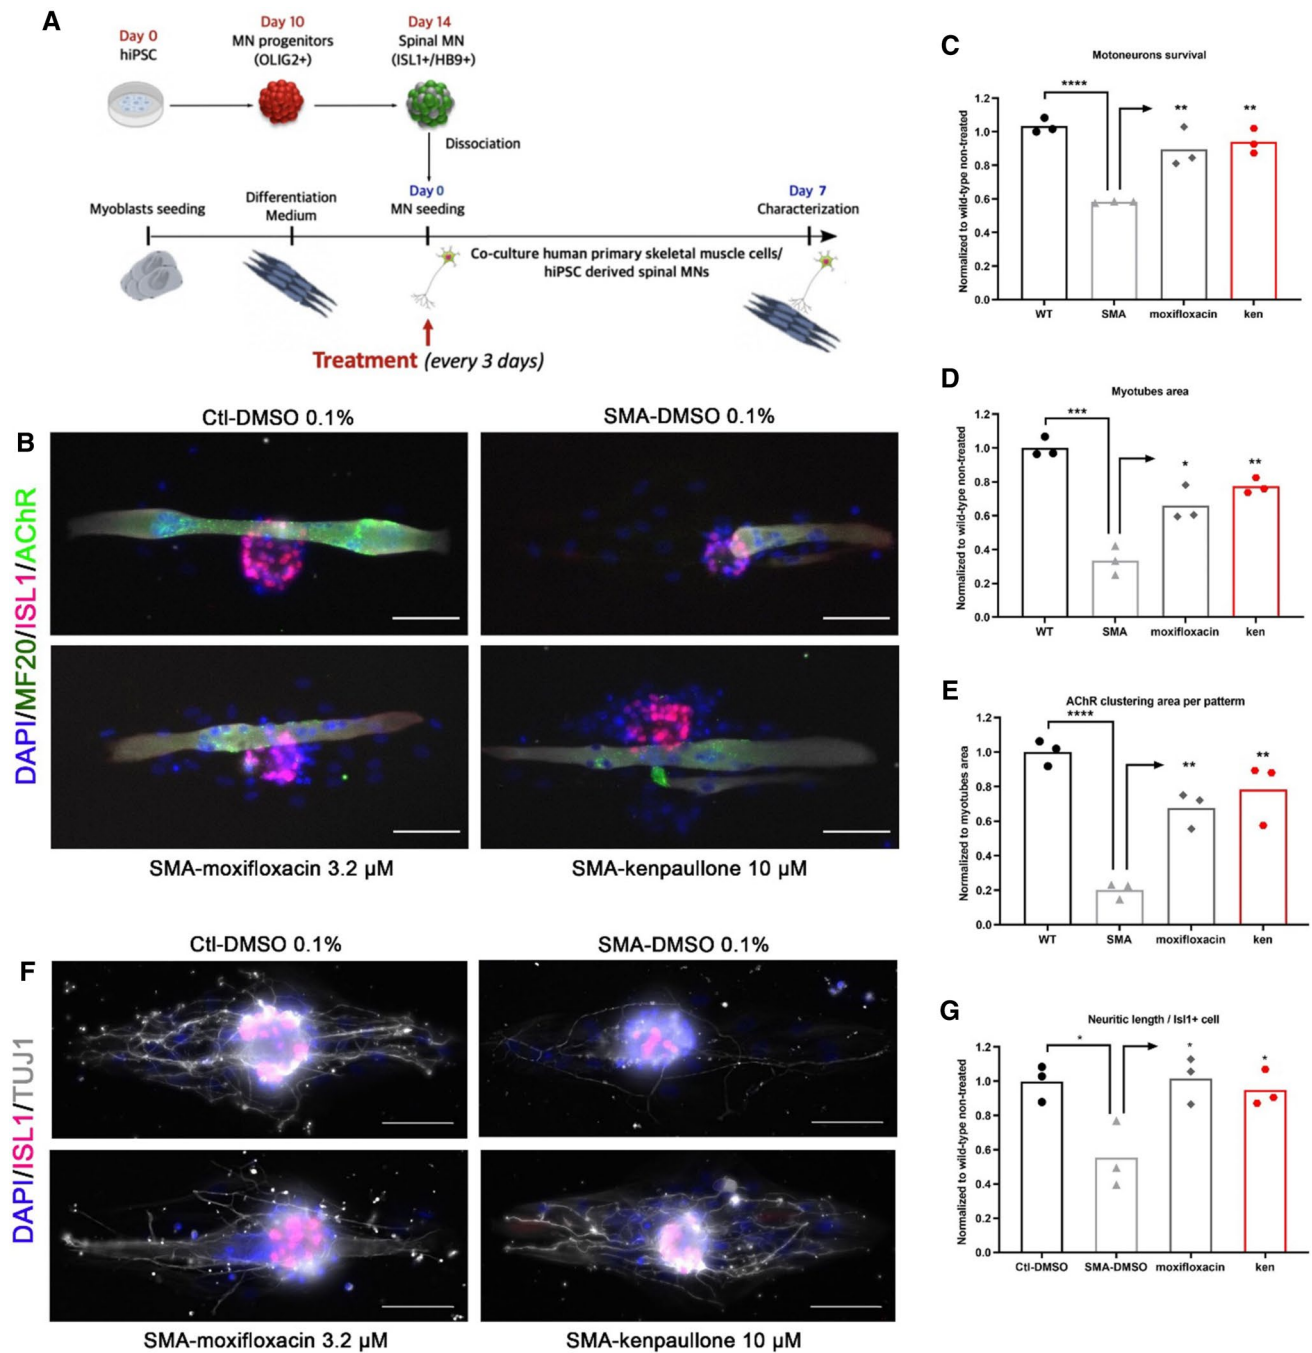 A
Day 0
hiPSC
Day 10
MN progenitors
(OLIG2+)
Day 14
Spinal MN
(ISL1+/HB9+)
Dissociation
Myoblasts seeding
Differentiation
Medium
Day 0
MN seeding
Day 7
Characterization
Co-culture human primary skeletal muscle cells/
hiPSC derived spinal MNs
Treatment (every 3 days)
B
DAPI/MF20/ISL1/AChR
Ctl-DMSO 0.1%
SMA-DMSO 0.1%
SMA-moxifloxacin 3.2 µM
SMA-kenpaullone 10 µM
C
Motoneurons survival
Normalized to wild-type non-treated
1.2
1.0
0.8
0.6
0.4
0.2
0.0
****
**
**
WT
SMA
moxifloxacin
ken
D
Myotubes area
Normalized to wild-type non-treated
1.2
1.0
0.8
0.6
0.4
0.2
0.0
***
*
**
WT
SMA
moxifloxacin
ken
E
AChR clustering area per patterm
Normalized to myotubes area
1.2
1.0
0.8
0.6
0.4
0.2
0.0
****
**
**
WT
SMA
moxifloxacin
ken
F
DAPI/ISL1/TUJ1
Ctl-DMSO 0.1%
SMA-DMSO 0.1%
SMA-moxifloxacin 3.2 µM
SMA-kenpaullone 10 µM
G
Neuritic length / Isl1+ cell
Normalized to wild-type non-treated
1.2
1.0
0.8
0.6
0.4
0.2
0.0
*
*
*
Ctl-DMSO
SMA-DMSO
moxifloxacin
ken